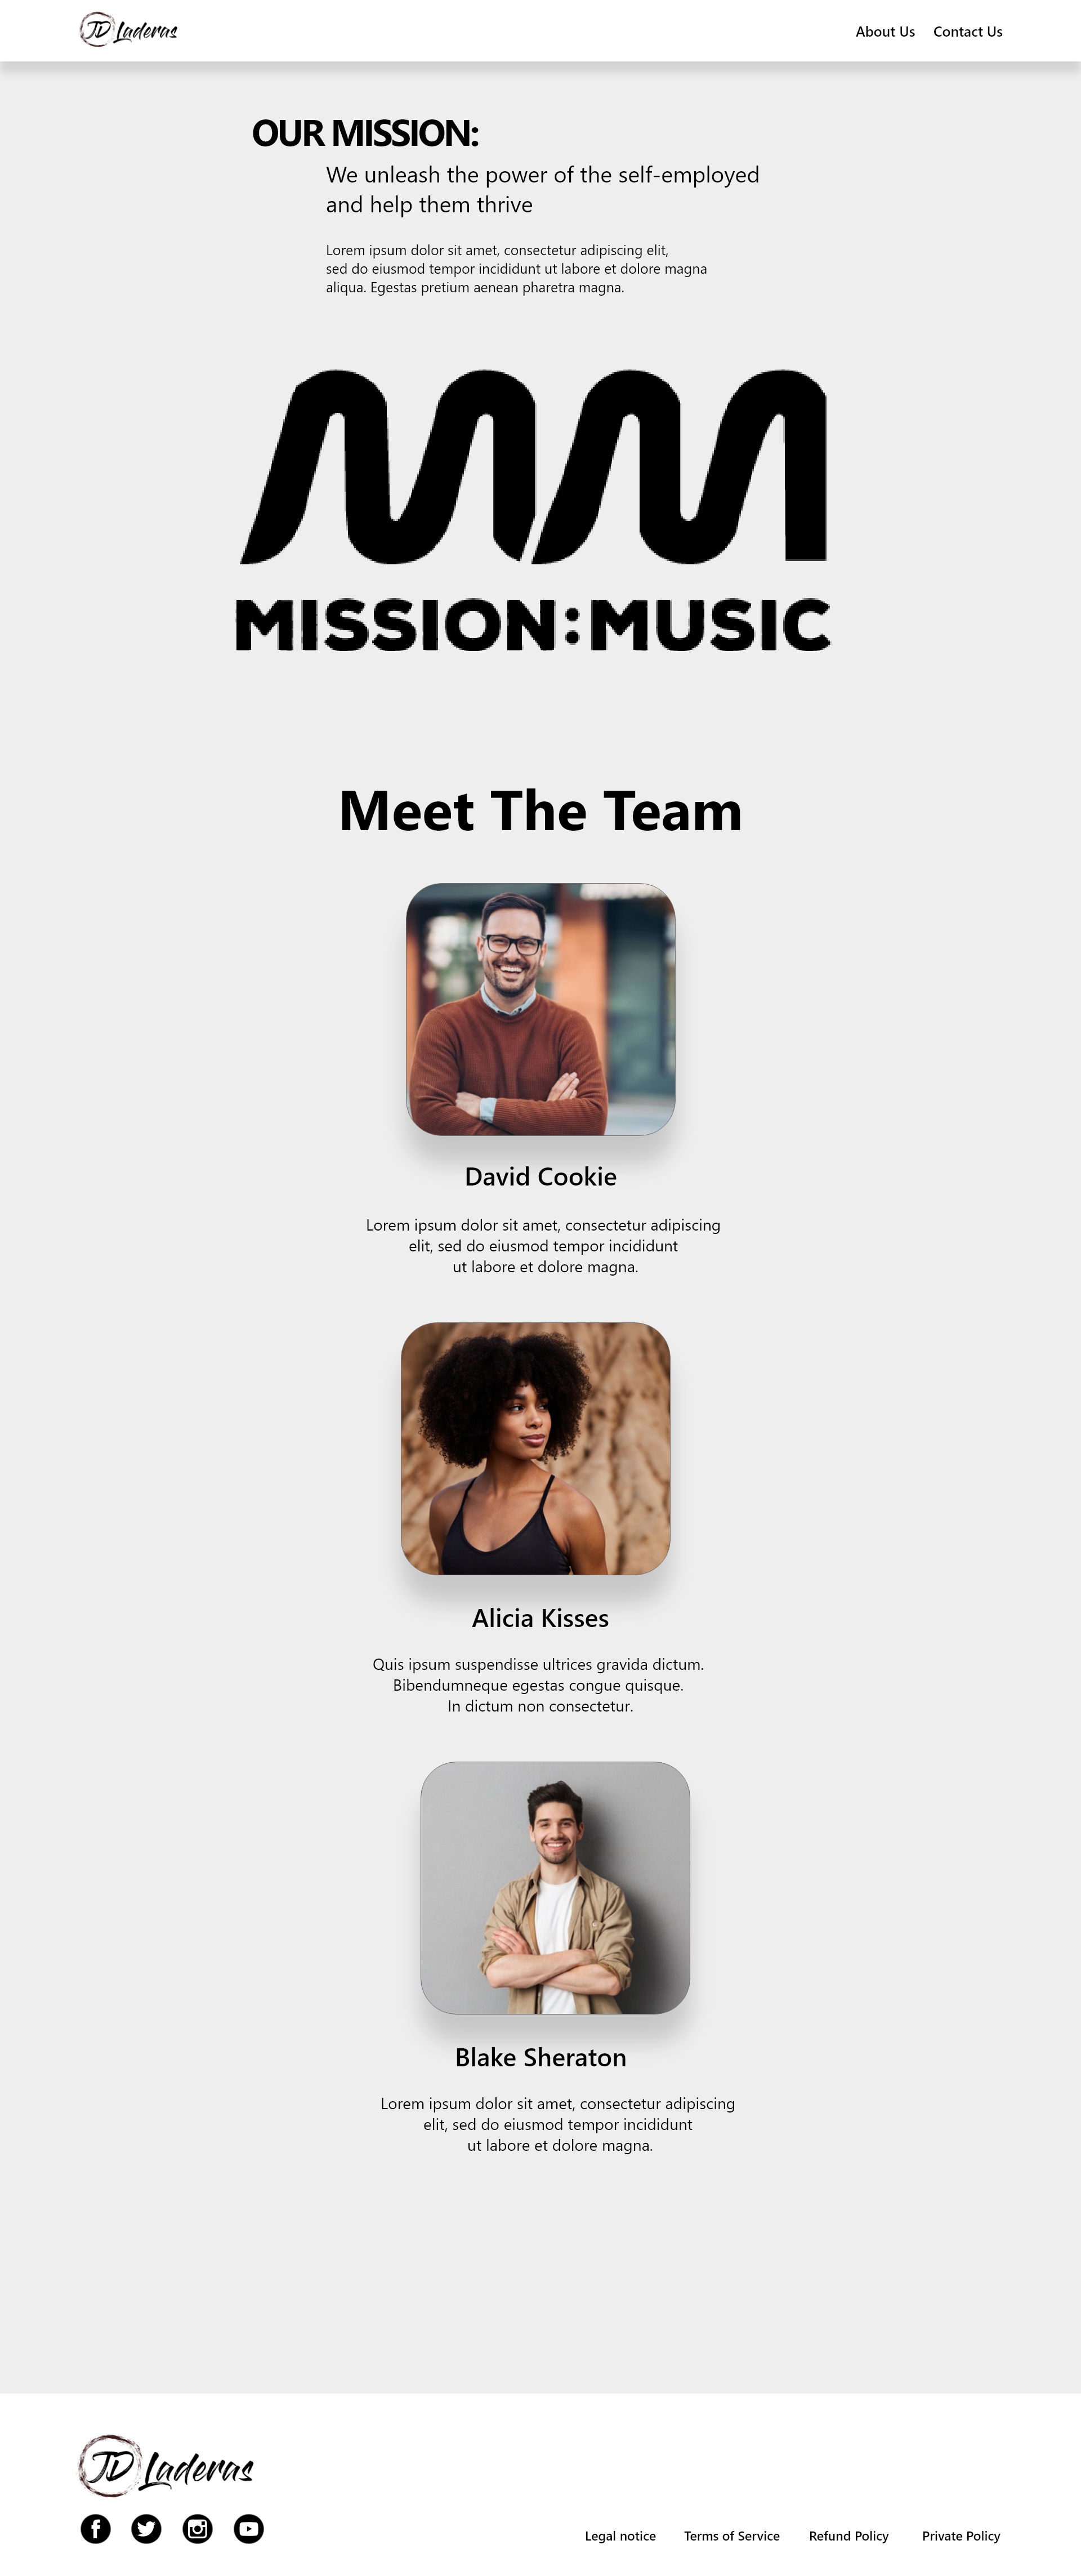 JD Laderas
About Us Contact Us
OUR MISSION:
We unleash the power of the self-employed
and help them thrive
Lorem ipsum dolor sit amet, consectetur adipiscing elit,
sed do eiusmod tempor incididunt ut labore et dolore magna
aliqua. Egestas pretium aenean pharetra magna.
MISSION:MUSIC
Meet The Team
David Cookie
Lorem ipsum dolor sit amet, consectetur adipiscing
elit, sed do eiusmod tempor incididunt
ut labore et dolore magna.
Alicia Kisses
Quis ipsum suspendisse ultrices gravida dictum.
Bibendumneque egestas congue quisque.
In dictum non consectetur.
Blake Sheraton
Lorem ipsum dolor sit amet, consectetur adipiscing
elit, sed do eiusmod tempor incididunt
ut labore et dolore magna.
JD Laderas
Legal notice Terms of Service Refund Policy Private Policy